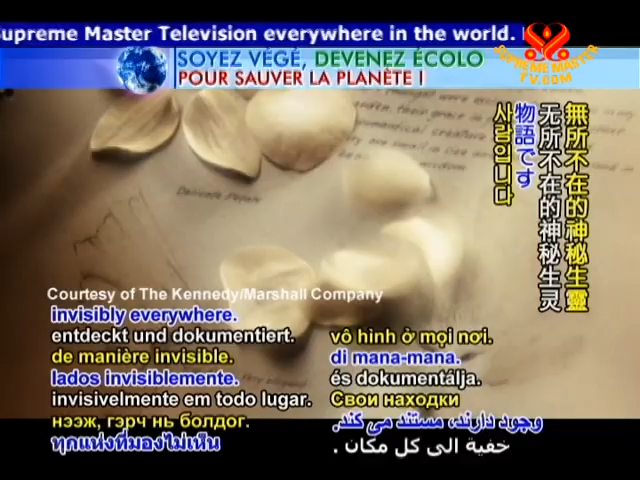 Supreme Master Television everywhere in the world.
SOYEZ VÉGÉ, DEVENEZ ÉCOLO
POUR SAUVER LA PLANÈTE !
SUPREME MASTER
TV.COM
無所不在的神秘生靈
无所不在的神秘生灵
物語です
사람입니다
Courtesy of The Kennedy/Marshall Company
invisibly everywhere.
entdeckt und dokumentiert.
de manière invisible.
lados invisiblemente.
invisivelmente em todo lugar.
нээж, гэрч нь болдог.
ทุกแห่งที่มองไม่เห็น
vô hình ở mọi nơi.
di mana-mana.
és dokumentálja.
Свои находки
وجود دارند، مستند می کند.
خفية الى كل مكان .